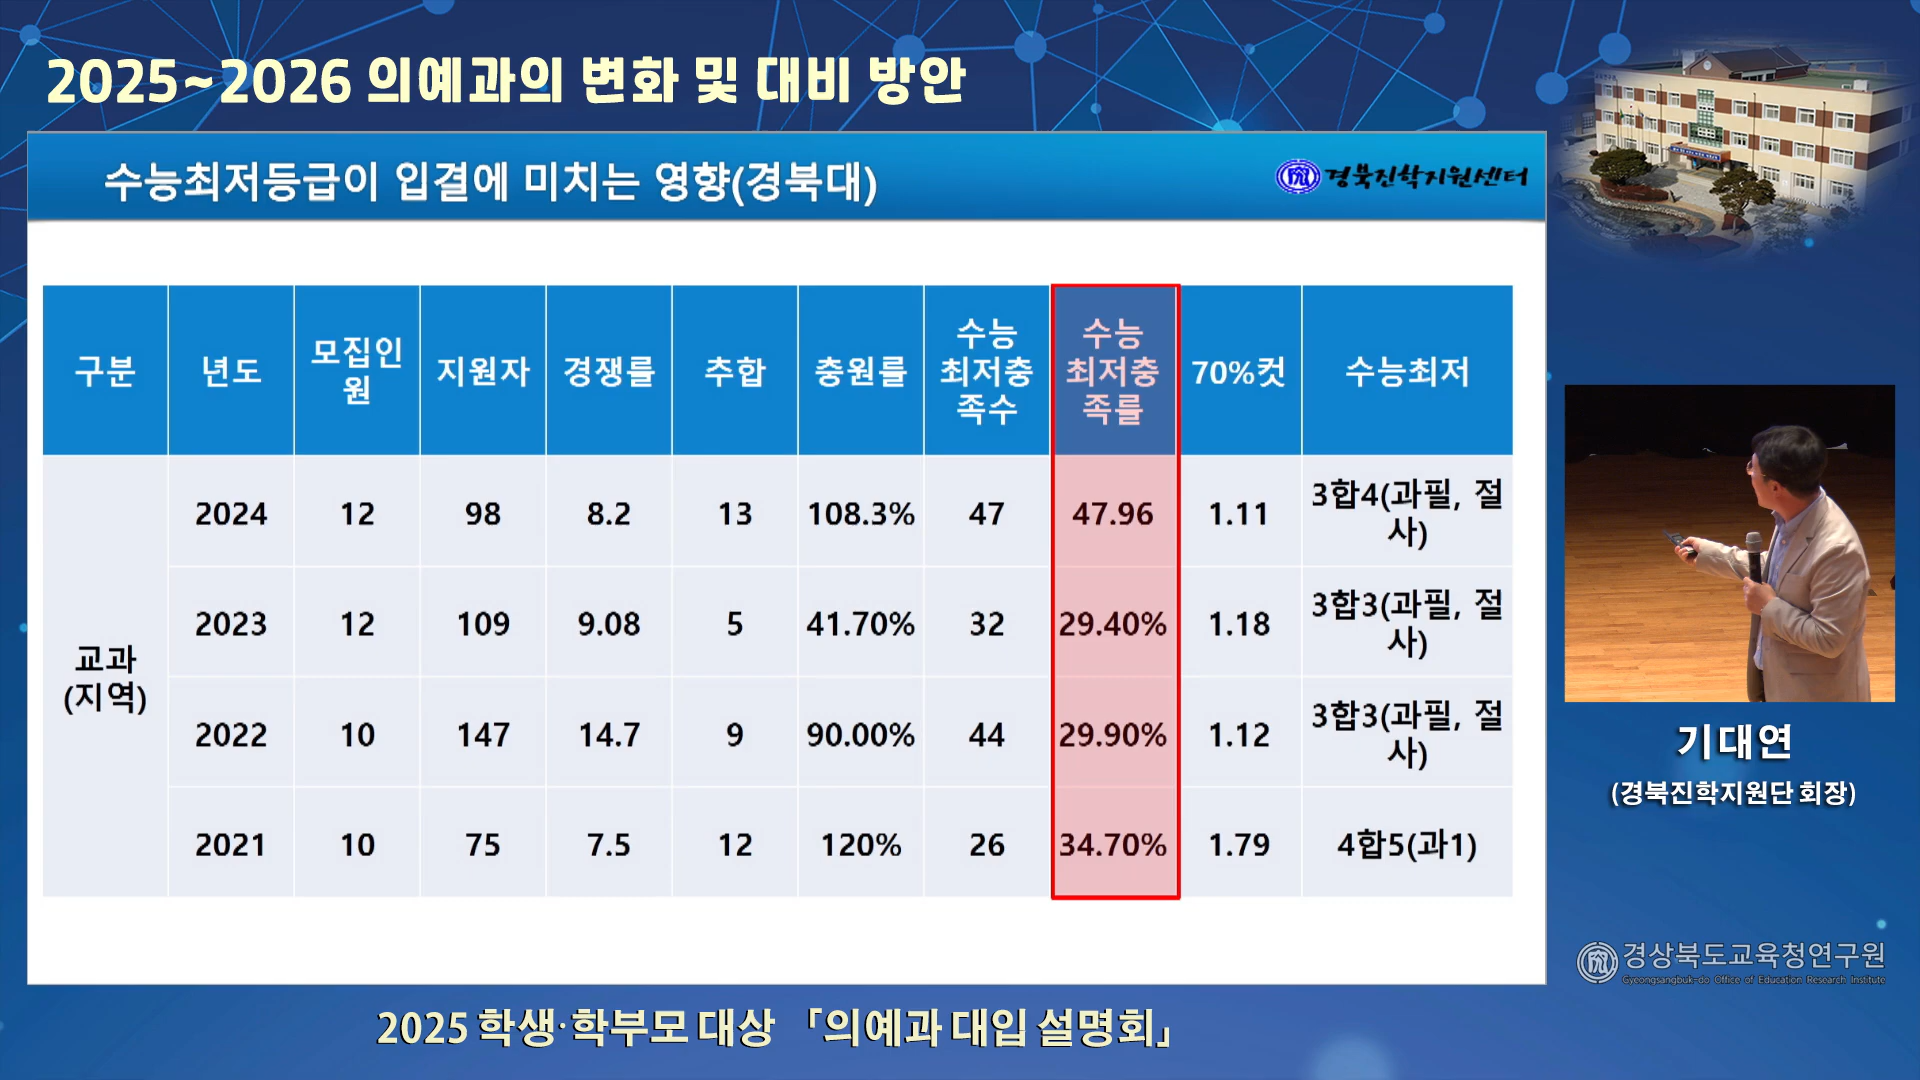 2025~2026 의예과의 변화 및 대비 방안
수능최저등급이 입결에 미치는 영향(경북대)
경북진학지원센터
구분 년도 모집인원 지원자 경쟁률 추합 충원률 수능최저충족수 수능최저충족률 70%컷 수능최저
교과(지역)
2024 12 98 8.2 13 108.3% 47 47.96 1.11 3합4(과필, 절사)
2023 12 109 9.08 5 41.70% 32 29.40% 1.18 3합3(과필, 절사)
2022 10 147 14.7 9 90.00% 44 29.90% 1.12 3합3(과필, 절사)
2021 10 75 7.5 12 120% 26 34.70% 1.79 4합5(과1)
기대연
(경북진학지원단 회장)
경상북도교육청연구원
Gyeongsangbuk-do Office of Education Research Institute
2025 학생·학부모 대상 「의예과 대입 설명회」